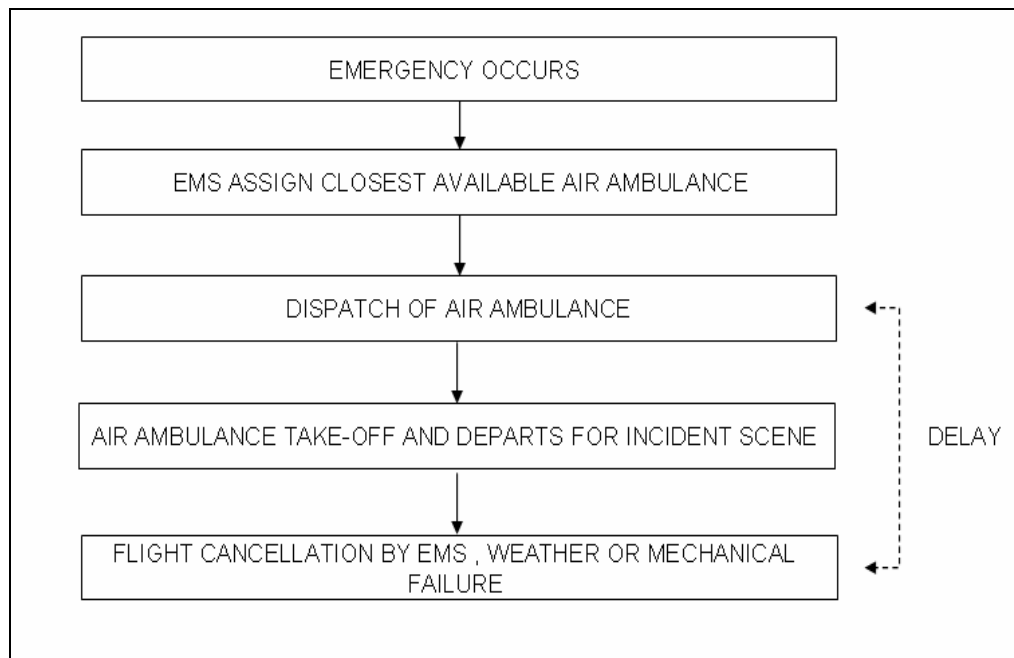 EMERGENCY OCCURS
EMS ASSIGN CLOSEST AVAILABLE AIR AMBULANCE
DISPATCH OF AIR AMBULANCE
AIR AMBULANCE TAKE-OFF AND DEPARTS FOR INCIDENT SCENE
DELAY
FLIGHT CANCELLATION BY EMS , WEATHER OR MECHANICAL
FAILURE